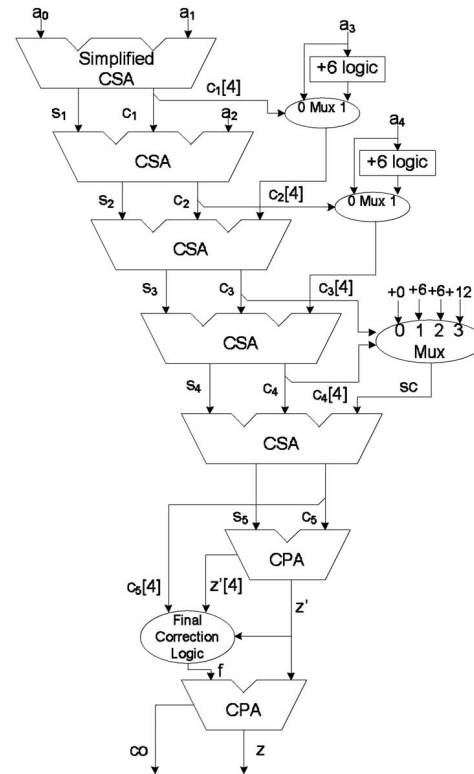 a0 a1
a3
Simplified
CSA
+6 logic
c1[4]
0 Mux 1
s1 c1 a2
a4
CSA
+6 logic
s2 c2 c2[4]
0 Mux 1
CSA
s3 c3 c3[4]
+0 +6 +6 +12
0 1 2 3
CSA
Mux
s4 c4 c4[4] sc
CSA
s5 c5
CPA
c5[4] z'[4] z'
Final
Correction
Logic
f
CPA
co z